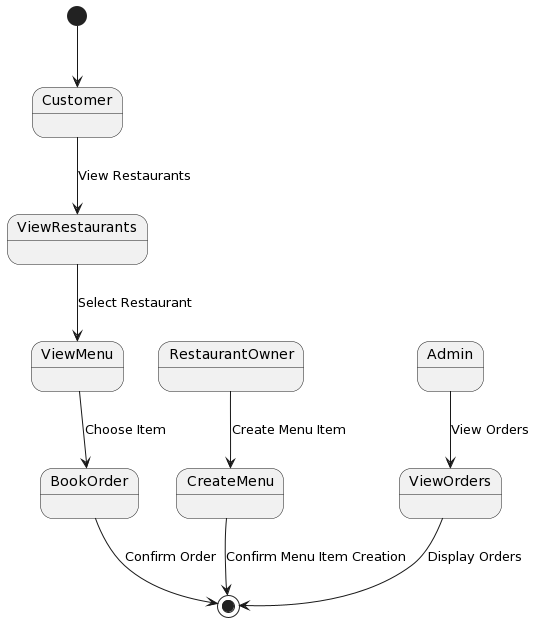 Customer
View Restaurants
ViewRestaurants
Select Restaurant
ViewMenu
RestaurantOwner
Admin
Choose Item
Create Menu Item
View Orders
BookOrder
CreateMenu
ViewOrders
Confirm Order
Confirm Menu Item Creation
Display Orders